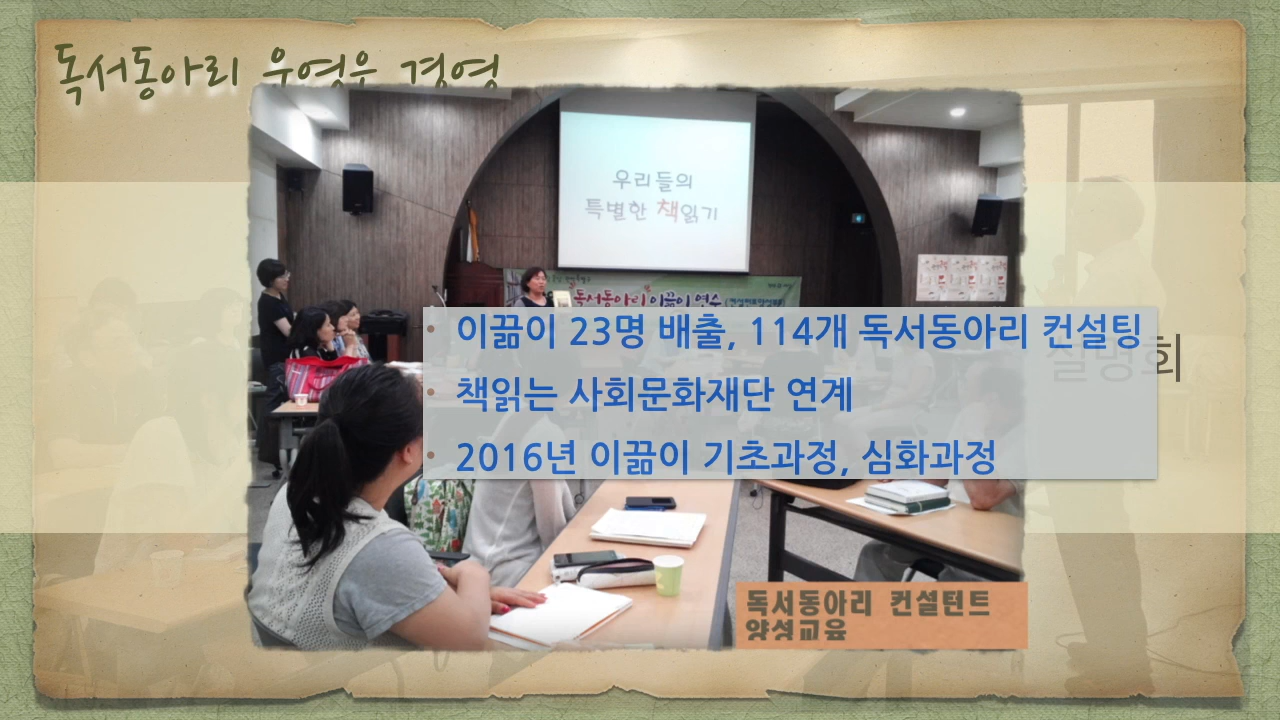 독서동아리 운영은 경영
우리들의
특별한 책읽기
독서동아리 이끎이 연수
• 이끎이 23명 배출, 114개 독서동아리 컨설팅
설명회
• 책읽는 사회문화재단 연계
• 2016년 이끎이 기초과정, 심화과정
독서동아리 컨설턴트
양성교육